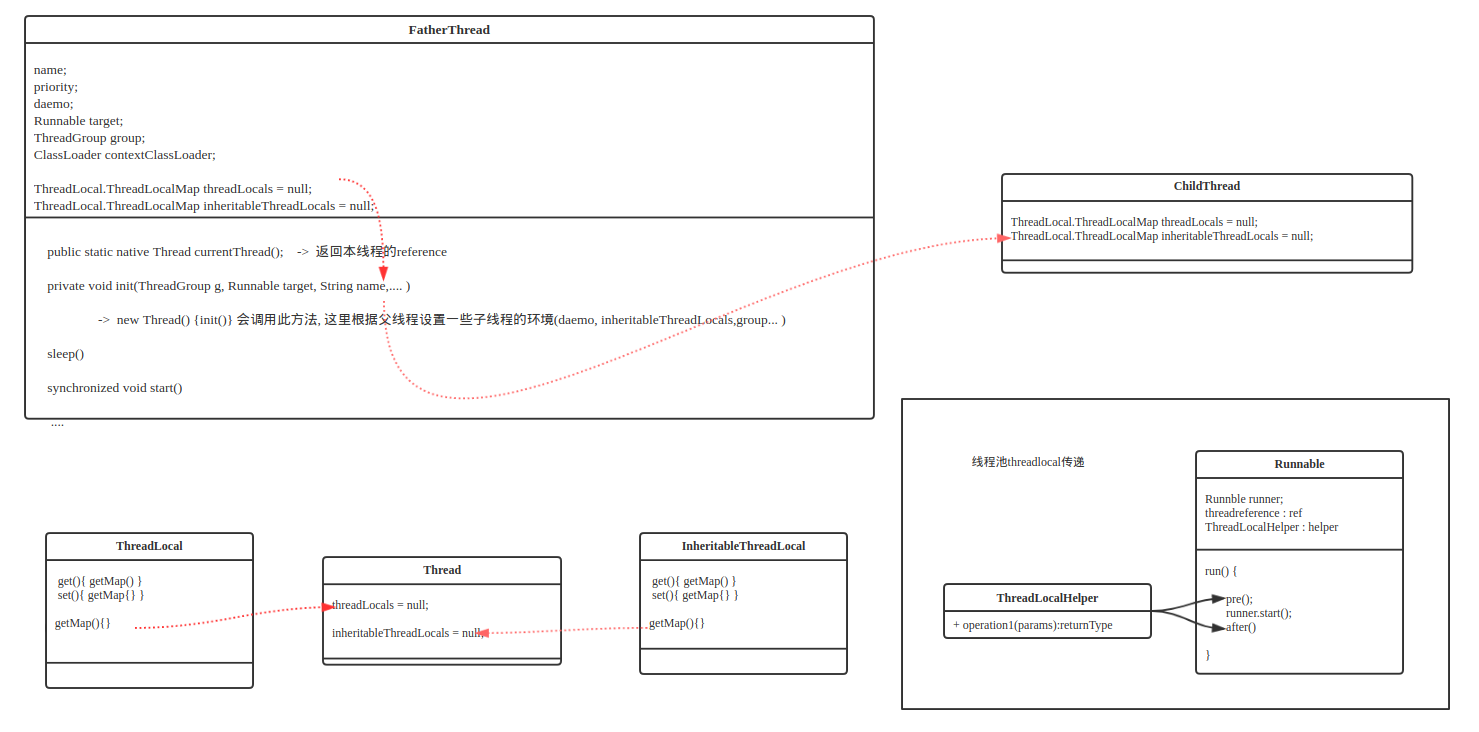 FatherThread
name;
priority;
daemo;
Runnable target;
ThreadGroup group;
ClassLoader contextClassLoader;
ThreadLocal.ThreadLocalMap threadLocals = null;
ThreadLocal.ThreadLocalMap inheritableThreadLocals = null;
public static native Thread currentThread();    ->  返回本线程的reference
private void init(ThreadGroup g, Runnable target, String name,.... )
->  new Thread() {init()} 会调用此方法, 这里根据父线程设置一些子线程的环境(daemo, inheritableThreadLocals,group... )
sleep()
synchronized void start()
....
ChildThread
ThreadLocal.ThreadLocalMap threadLocals = null;
ThreadLocal.ThreadLocalMap inheritableThreadLocals = null;
ThreadLocal
get(){ getMap() }
set(){ getMap{} }
getMap(){}
Thread
threadLocals = null;
inheritableThreadLocals = null;
InheritableThreadLocal
get(){ getMap() }
set(){ getMap{} }
getMap(){}
线程池threadlocal传递
ThreadLocalHelper
+ operation1(params):returnType
Runnable
Runnble runner;
threadreference : ref
ThreadLocalHelper : helper
run() {
pre();
runner.start();
after()
}